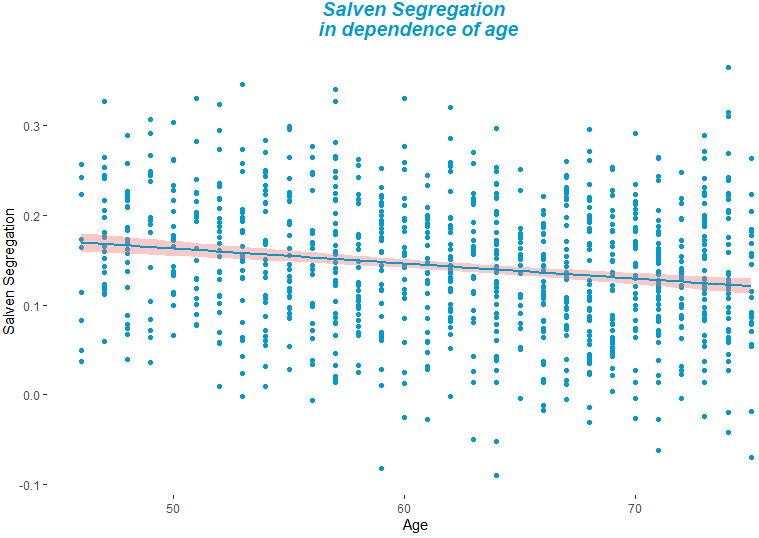 Salven Segregation
in dependence of age
0.3
0.2
0.1
0.0
-0.1
Salven Segregation
50
60
70
Age